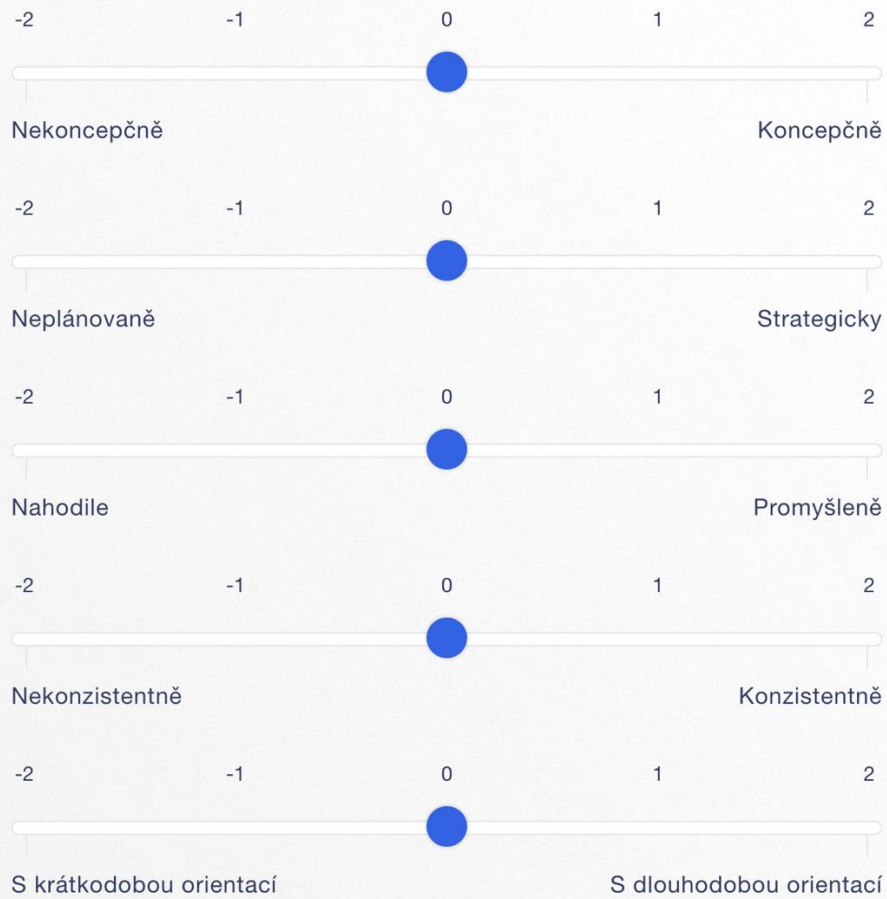 -2 -1 0 1 2
Nekoncepčně Koncepčně
-2 -1 0 1 2
Neplánovaně Strategicky
-2 -1 0 1 2
Nahodile Promyšleně
-2 -1 0 1 2
Nekonzistentně Konzistentně
-2 -1 0 1 2
S krátkodobou orientací S dlouhodobou orientací